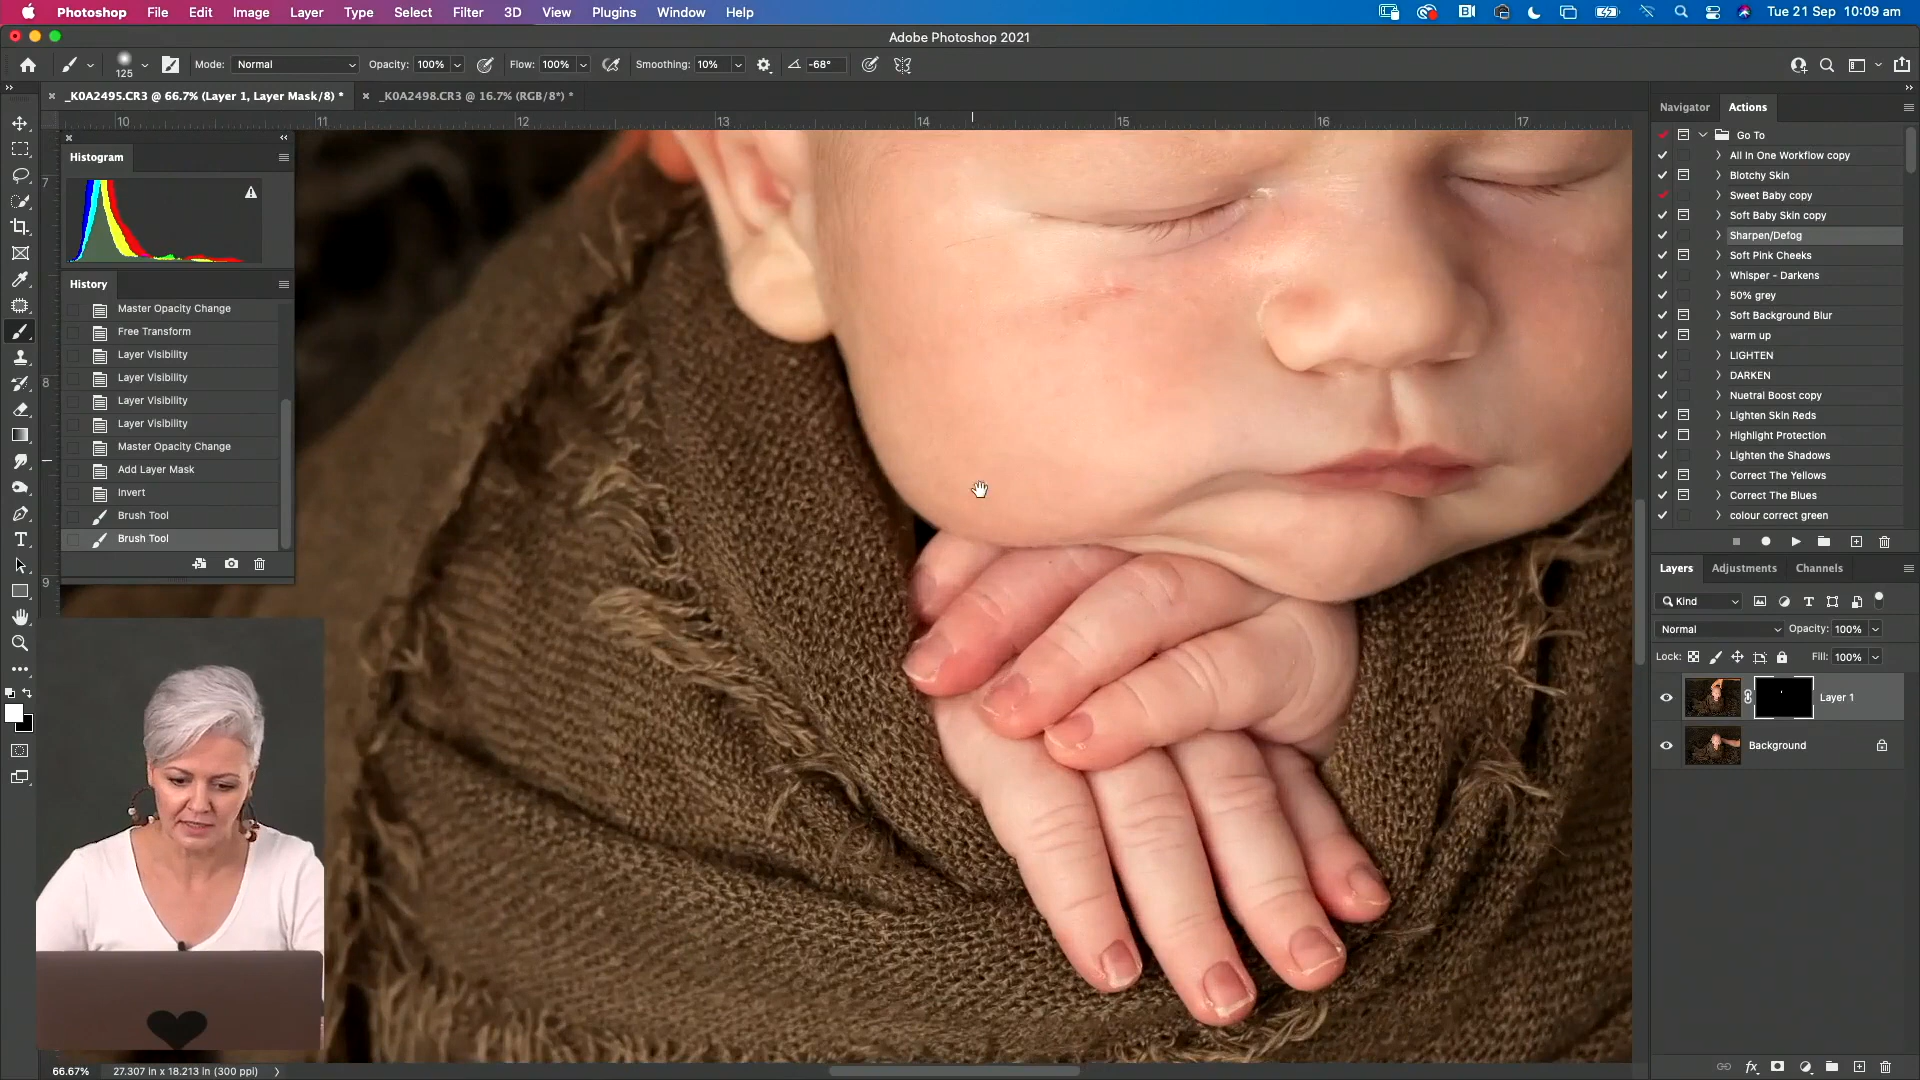 Photoshop File Edit Image Layer Type Select Filter 3D View Plugins Window Help Tue 21 Sep 10:09 am
Adobe Photoshop 2021
125 Mode: Normal Opacity: 100% Flow: 100% Smoothing: 10% -68°
_K0A2495.CR3 @ 66.7% (Layer 1, Layer Mask/8) * _K0A2498.CR3 @ 16.7% (RGB/8*) *
10 11 12 13 14 15 16 17
7
8
9
Histogram
History
Master Opacity Change
Free Transform
Layer Visibility
Layer Visibility
Layer Visibility
Layer Visibility
Master Opacity Change
Add Layer Mask
Invert
Brush Tool
Brush Tool
Navigator Actions
Go To
All In One Workflow copy
Blotchy Skin
Sweet Baby copy
Soft Baby Skin copy
Sharpen/Defog
Soft Pink Cheeks
Whisper - Darkens
50% grey
Soft Background Blur
warm up
LIGHTEN
DARKEN
Nuetral Boost copy
Lighten Skin Reds
Highlight Protection
Lighten the Shadows
Correct The Yellows
Correct The Blues
colour correct green
Layers Adjustments Channels
Kind
Normal Opacity: 100%
Lock: Fill: 100%
Layer 1
Background
66.67% 27.307 in x 18.213 in (300 ppi)